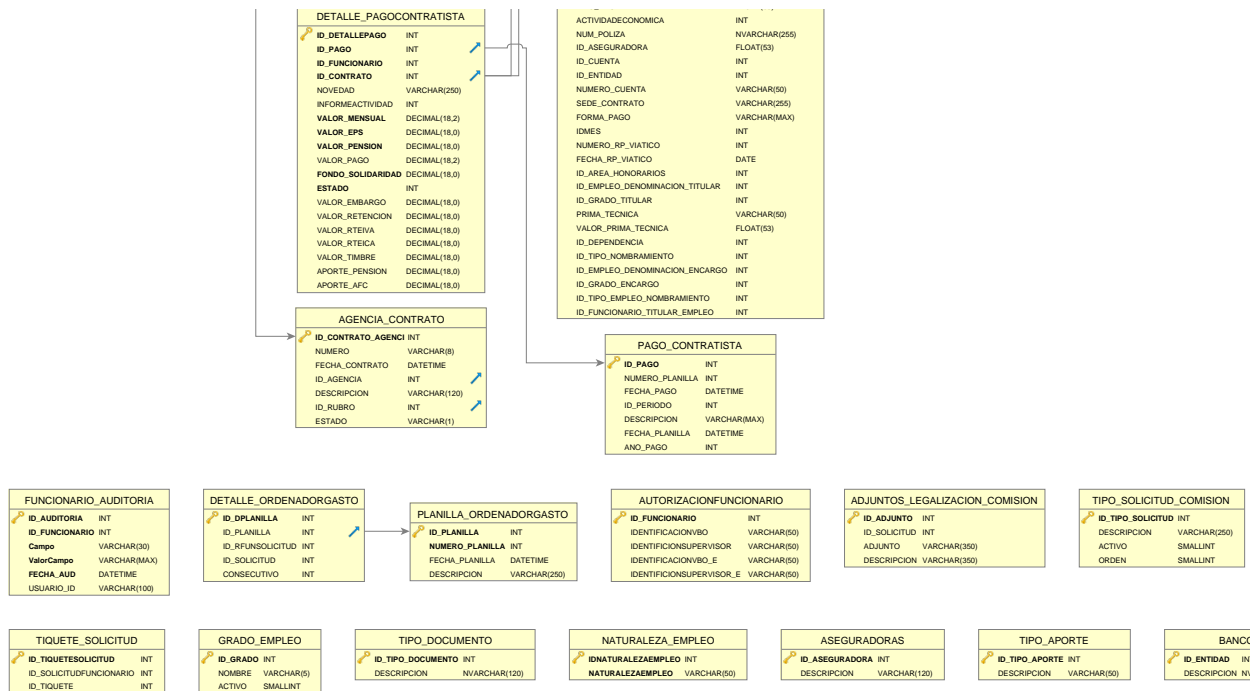 DETALLE_PAGOCONTRATISTA
ID_DETALLEPAGO INT
ID_PAGO INT
ID_FUNCIONARIO INT
ID_CONTRATO INT
NOVEDAD VARCHAR(250)
INFORMEACTIVIDAD INT
VALOR_MENSUAL DECIMAL(18,2)
VALOR_EPS DECIMAL(18,0)
VALOR_PENSION DECIMAL(18,0)
VALOR_PAGO DECIMAL(18,2)
FONDO_SOLIDARIDAD DECIMAL(18,0)
ESTADO INT
VALOR_EMBARGO DECIMAL(18,0)
VALOR_RETENCION DECIMAL(18,0)
VALOR_RTEIVA DECIMAL(18,0)
VALOR_RTEICA DECIMAL(18,0)
VALOR_TIMBRE DECIMAL(18,0)
APORTE_PENSION DECIMAL(18,0)
APORTE_AFC DECIMAL(18,0)
ACTIVIDADECONOMICA INT
NUM_POLIZA NVARCHAR(255)
ID_ASEGURADORA FLOAT(53)
ID_CUENTA INT
ID_ENTIDAD INT
NUMERO_CUENTA VARCHAR(50)
SEDE_CONTRATO VARCHAR(255)
FORMA_PAGO VARCHAR(MAX)
IDMES INT
NUMERO_RP_VIATICO INT
FECHA_RP_VIATICO DATE
ID_AREA_HONORARIOS INT
ID_EMPLEO_DENOMINACION_TITULAR INT
ID_GRADO_TITULAR INT
PRIMA_TECNICA VARCHAR(50)
VALOR_PRIMA_TECNICA FLOAT(53)
ID_DEPENDENCIA INT
ID_TIPO_NOMBRAMIENTO INT
ID_EMPLEO_DENOMINACION_ENCARGO INT
ID_GRADO_ENCARGO INT
ID_TIPO_EMPLEO_NOMBRAMIENTO INT
ID_FUNCIONARIO_TITULAR_EMPLEO INT
AGENCIA_CONTRATO
ID_CONTRATO_AGENCI INT
NUMERO VARCHAR(8)
FECHA_CONTRATO DATETIME
ID_AGENCIA INT
DESCRIPCION VARCHAR(120)
ID_RUBRO INT
ESTADO VARCHAR(1)
PAGO_CONTRATISTA
ID_PAGO INT
NUMERO_PLANILLA INT
FECHA_PAGO DATETIME
ID_PERIODO INT
DESCRIPCION VARCHAR(MAX)
FECHA_PLANILLA DATETIME
ANO_PAGO INT
FUNCIONARIO_AUDITORIA
ID_AUDITORIA INT
ID_FUNCIONARIO INT
Campo VARCHAR(30)
ValorCampo VARCHAR(MAX)
FECHA_AUD DATETIME
USUARIO_ID VARCHAR(100)
DETALLE_ORDENADORGASTO
ID_DPLANILLA INT
ID_PLANILLA INT
ID_RFUNSOLICITUD INT
ID_SOLICITUD INT
CONSECUTIVO INT
PLANILLA_ORDENADORGASTO
ID_PLANILLA INT
NUMERO_PLANILLA INT
FECHA_PLANILLA DATETIME
DESCRIPCION VARCHAR(250)
AUTORIZACIONFUNCIONARIO
ID_FUNCIONARIO INT
IDENTIFICACIONVBO VARCHAR(50)
IDENTIFICIONSUPERVISOR VARCHAR(50)
IDENTIFICACIONVBO_E VARCHAR(50)
IDENTIFICIONSUPERVISOR_E VARCHAR(50)
ADJUNTOS_LEGALIZACION_COMISION
ID_ADJUNTO INT
ID_SOLICITUD INT
ADJUNTO VARCHAR(350)
DESCRIPCION VARCHAR(350)
TIPO_SOLICITUD_COMISION
ID_TIPO_SOLICITUD INT
DESCRIPCION VARCHAR(250)
ACTIVO SMALLINT
ORDEN SMALLINT
TIQUETE_SOLICITUD
ID_TIQUETESOLICITUD INT
ID_SOLICITUDFUNCIONARIO INT
ID_TIQUETE INT
GRADO_EMPLEO
ID_GRADO INT
NOMBRE VARCHAR(5)
ACTIVO SMALLINT
TIPO_DOCUMENTO
ID_TIPO_DOCUMENTO INT
DESCRIPCION NVARCHAR(120)
NATURALEZA_EMPLEO
IDNATURALEZAEMPLEO INT
NATURALEZAEMPLEO VARCHAR(50)
ASEGURADORAS
ID_ASEGURADORA INT
DESCRIPCION VARCHAR(120)
TIPO_APORTE
ID_TIPO_APORTE INT
DESCRIPCION VARCHAR(50)
BANCO
ID_ENTIDAD IN
DESCRIPCION NV